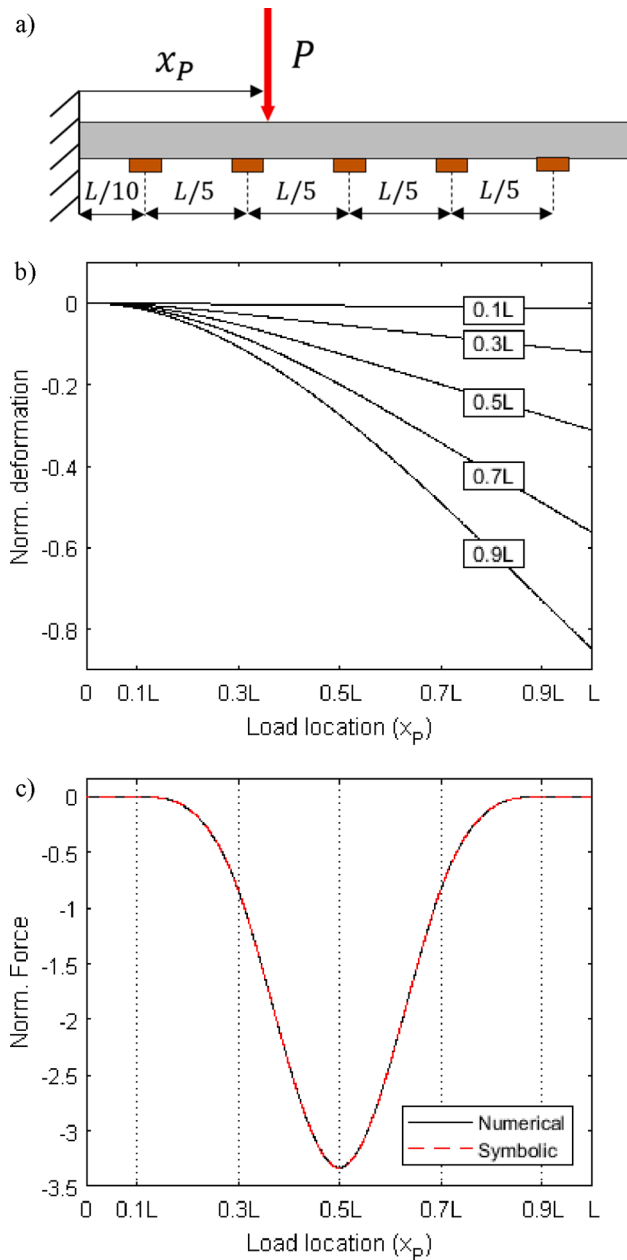 a)
x_P
P
L/10
L/5
L/5
L/5
L/5
b)
0
-0.2
-0.4
-0.6
-0.8
Norm. deformation
0.1L
0.3L
0.5L
0.7L
0.9L
0 0.1L 0.3L 0.5L 0.7L 0.9L L
Load location (x_P)
c)
0
-0.5
-1
-1.5
-2
-2.5
-3
-3.5
Norm. Force
Numerical
Symbolic
0 0.1L 0.3L 0.5L 0.7L 0.9L L
Load location (x_P)